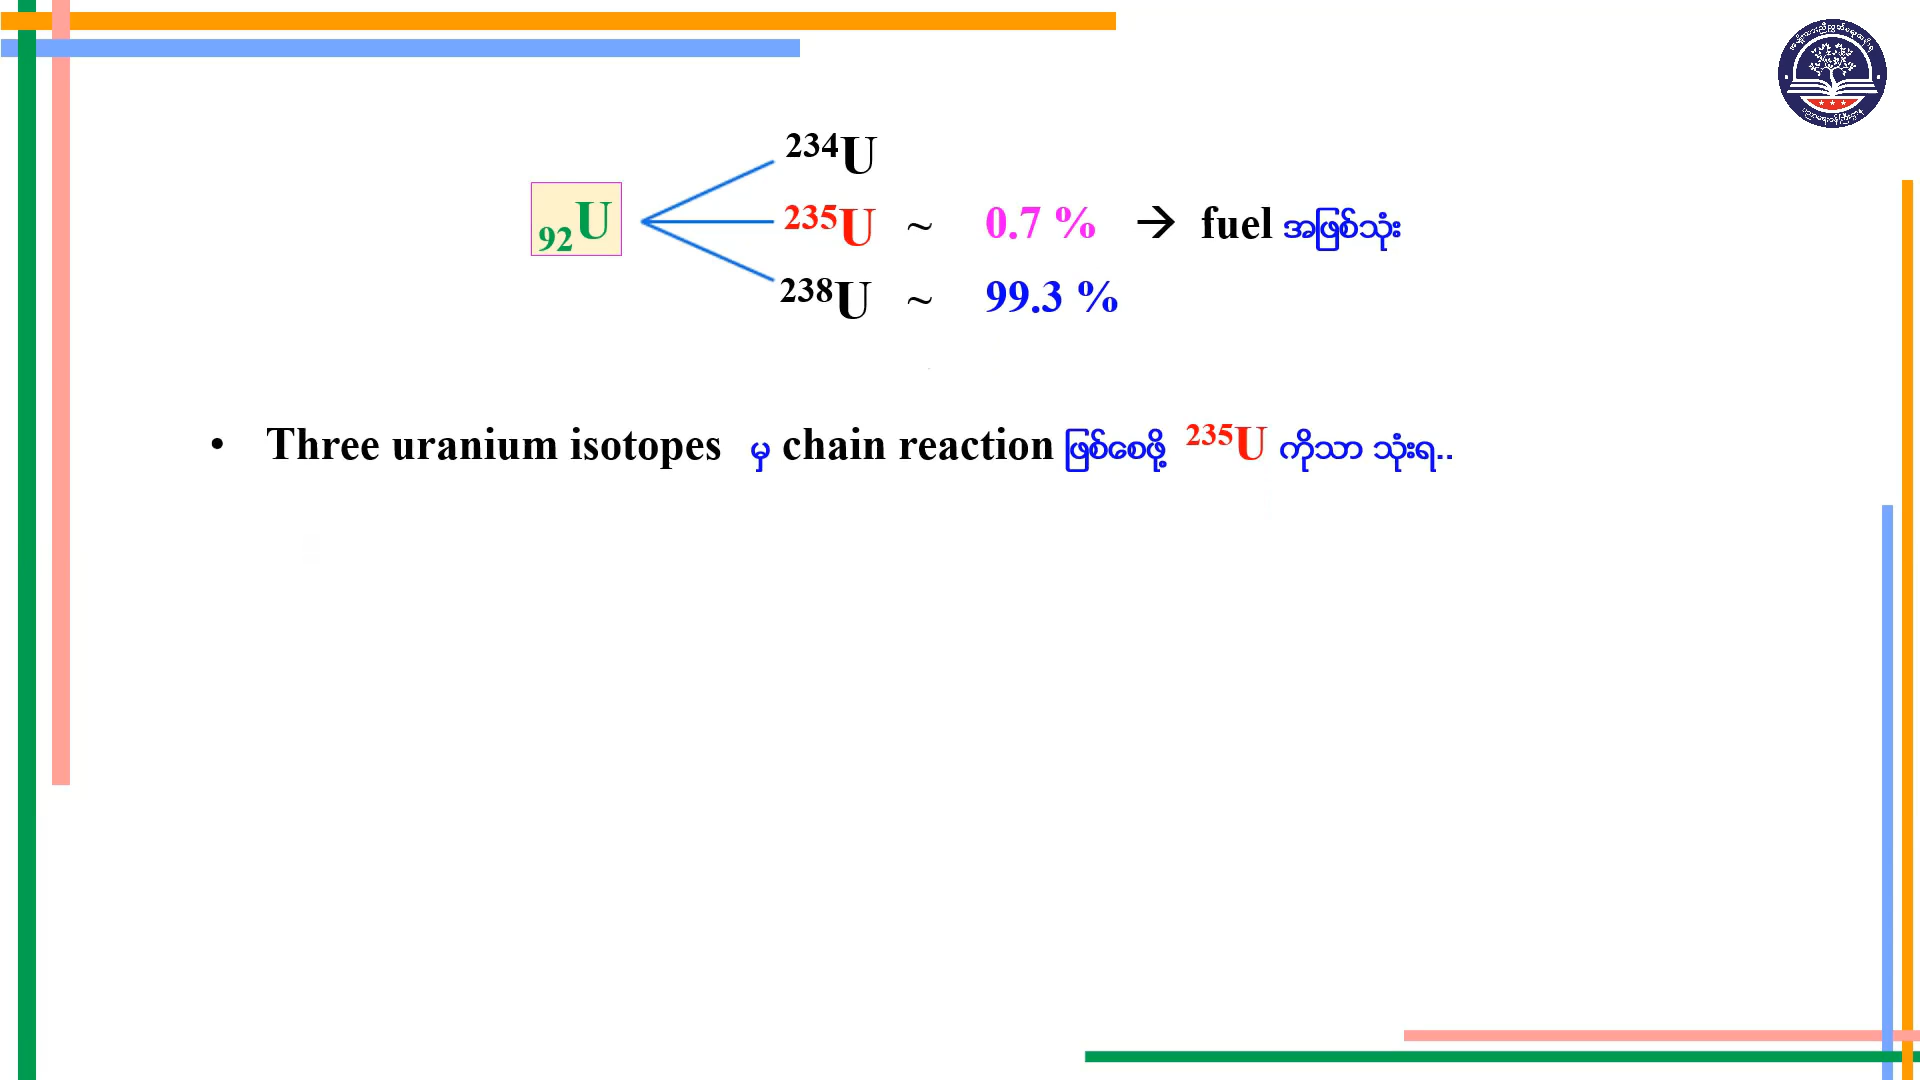 ²³⁴U
₉₂U ²³⁵U ~ 0.7 % → fuel အဖြစ်သုံး
²³⁸U ~ 99.3 %
• Three uranium isotopes မှ chain reaction ဖြစ်စေဖို့ ²³⁵U ကိုသာ သုံးရ..